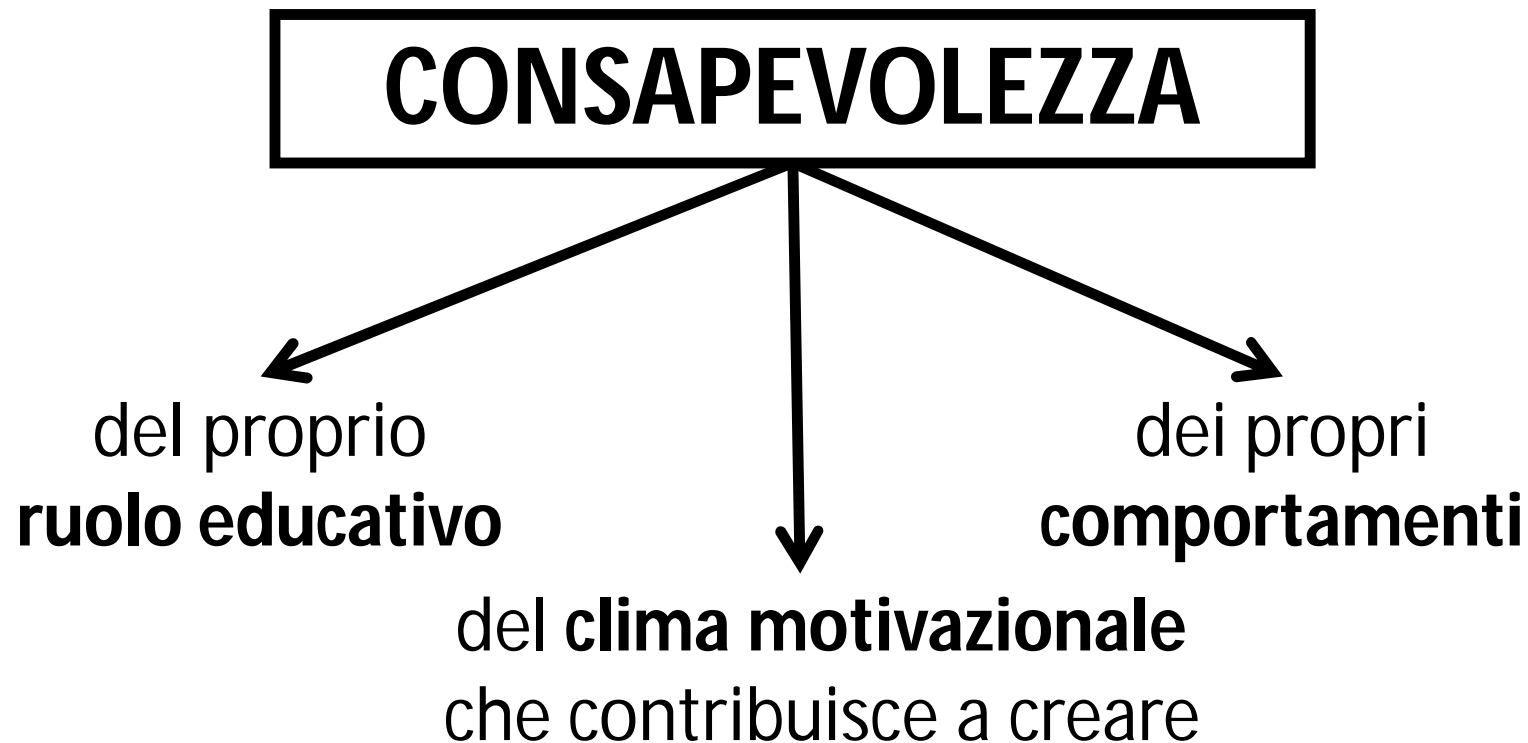 CONSAPEVOLEZZA
del proprio
ruolo educativo
del clima motivazionale
che contribuisce a creare
dei propri
comportamenti